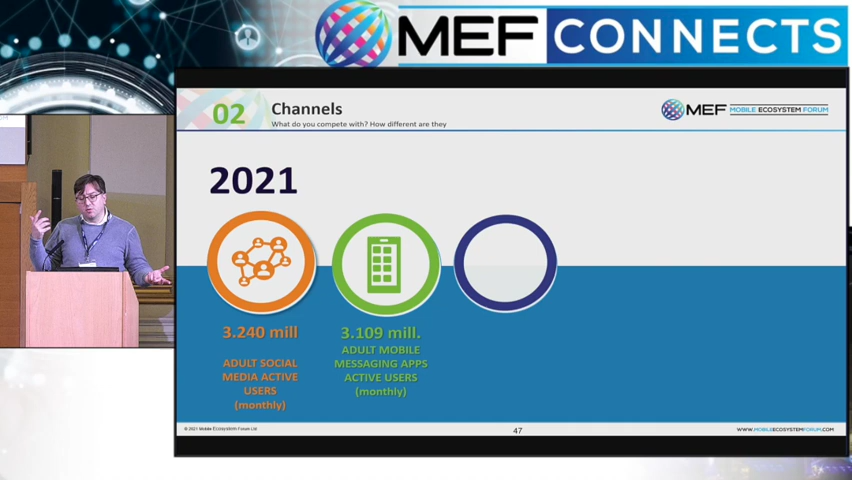 MEF CONNECTS
02
Channels
What do you compete with? How different are they
MEF MOBILE ECOSYSTEM FORUM
2021
3.240 mill
ADULT SOCIAL
MEDIA ACTIVE
USERS
(monthly)
3.109 mill.
ADULT MOBILE
MESSAGING APPS
ACTIVE USERS
(monthly)
© 2021 Mobile Ecosystem Forum Ltd
47
WWW.MOBILEECOSYSTEMFORUM.COM